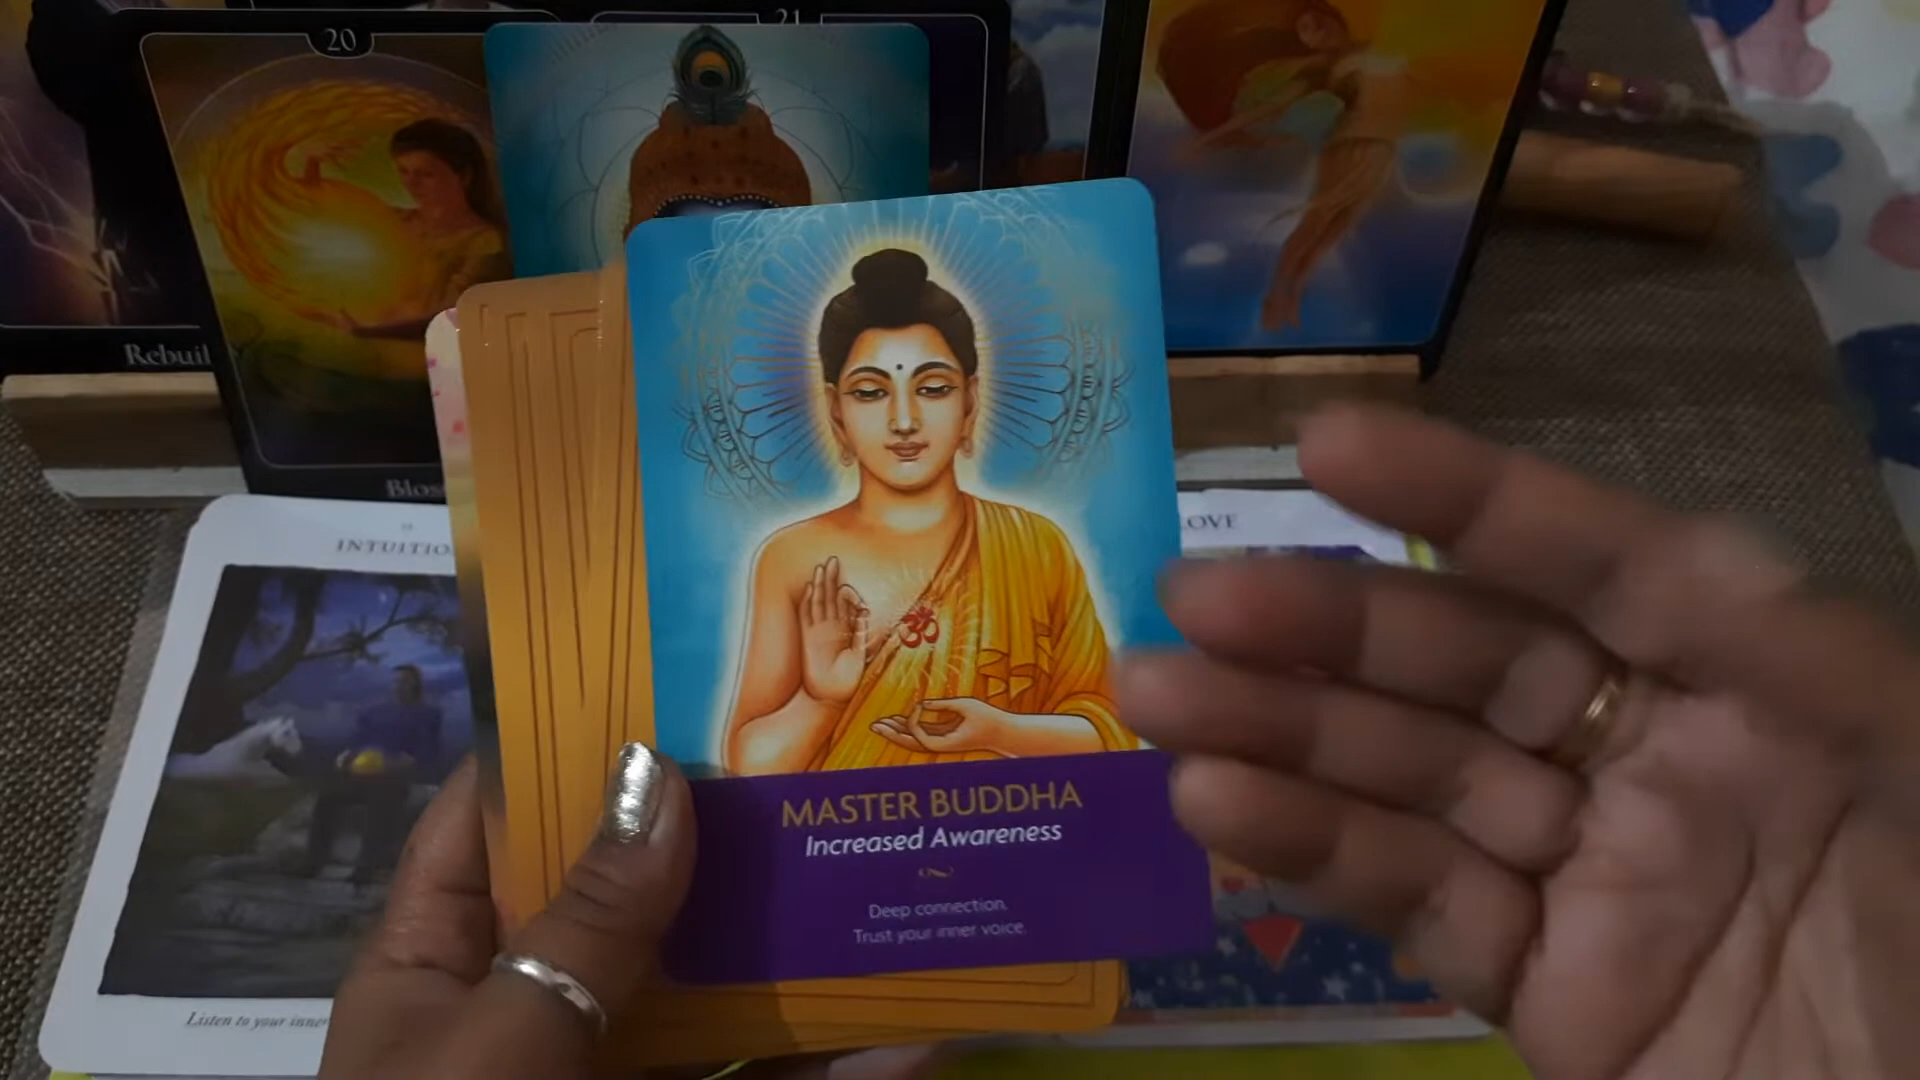 20
21
Rebuil
Blos
INTUITIO
LOVE
ॐ
MASTER BUDDHA
Increased Awareness
Deep connection.
Trust your inner voice.
Listen to your inner